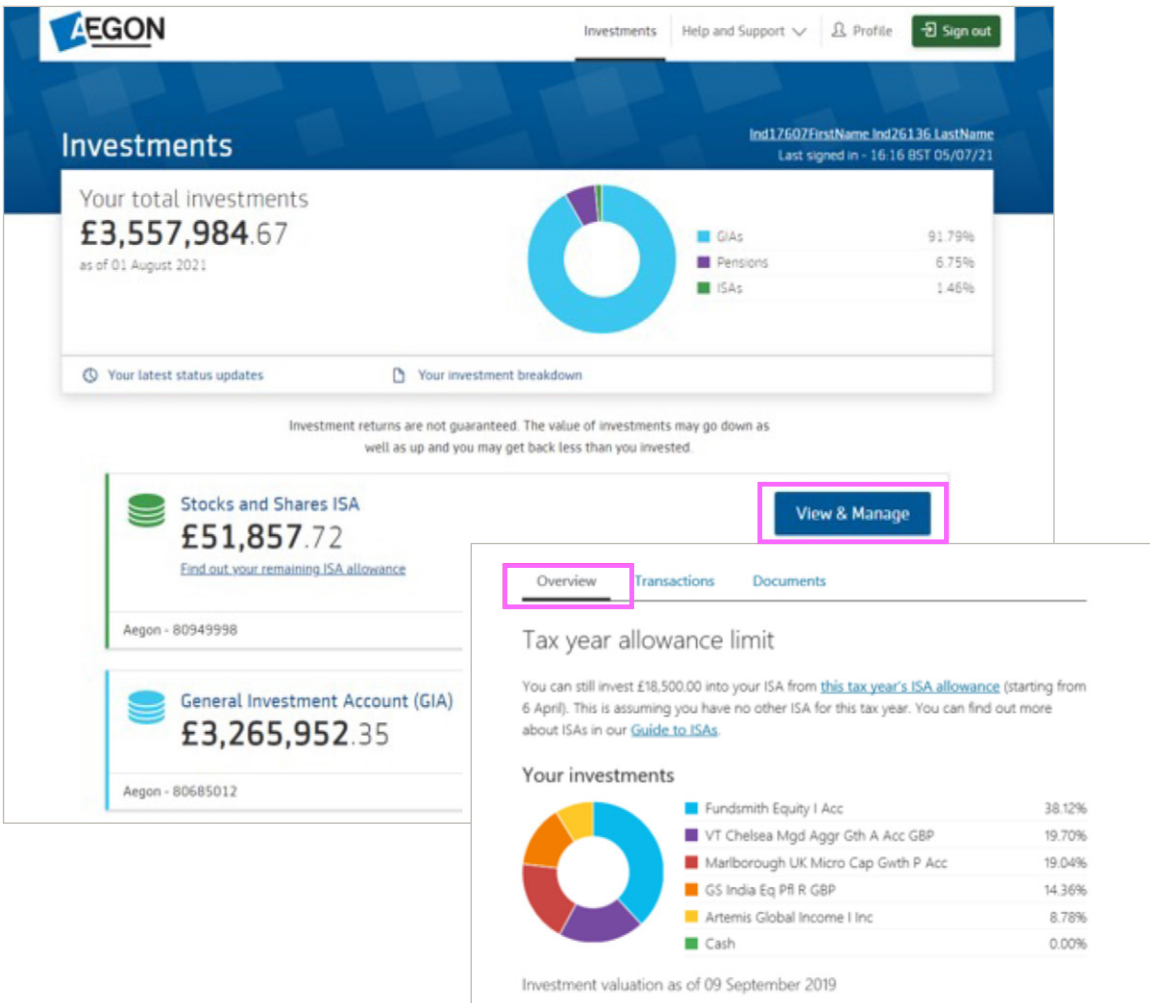 AEGON
Investments
Help and Support
Profile
Sign out
Investments
Ind17607FirstName Ind26136 LastName
Last signed in - 16:16 BST 05/07/21
Your total investments
£3,557,984.67
as of 01 August 2021
GIAs 91.79%
Pensions 6.75%
ISAs 1.46%
Your latest status updates
Your investment breakdown
Investment returns are not guaranteed. The value of investments may go down as
well as up and you may get back less than you invested.
Stocks and Shares ISA
£51,857.72
Find out your remaining ISA allowance
View & Manage
Aegon - 80949998
General Investment Account (GIA)
£3,265,952.35
Aegon - 80685012
Overview
Transactions
Documents
Tax year allowance limit
You can still invest £18,500.00 into your ISA from this tax year's ISA allowance (starting from
6 April). This is assuming you have no other ISA for this tax year. You can find out more
about ISAs in our Guide to ISAs.
Your investments
Fundsmith Equity I Acc 38.12%
VT Chelsea Mgd Aggr Gth A Acc GBP 19.70%
Marlborough UK Micro Cap Gwth P Acc 19.04%
GS India Eq Pfl R GBP 14.36%
Artemis Global Income I Inc 8.78%
Cash 0.00%
Investment valuation as of 09 September 2019